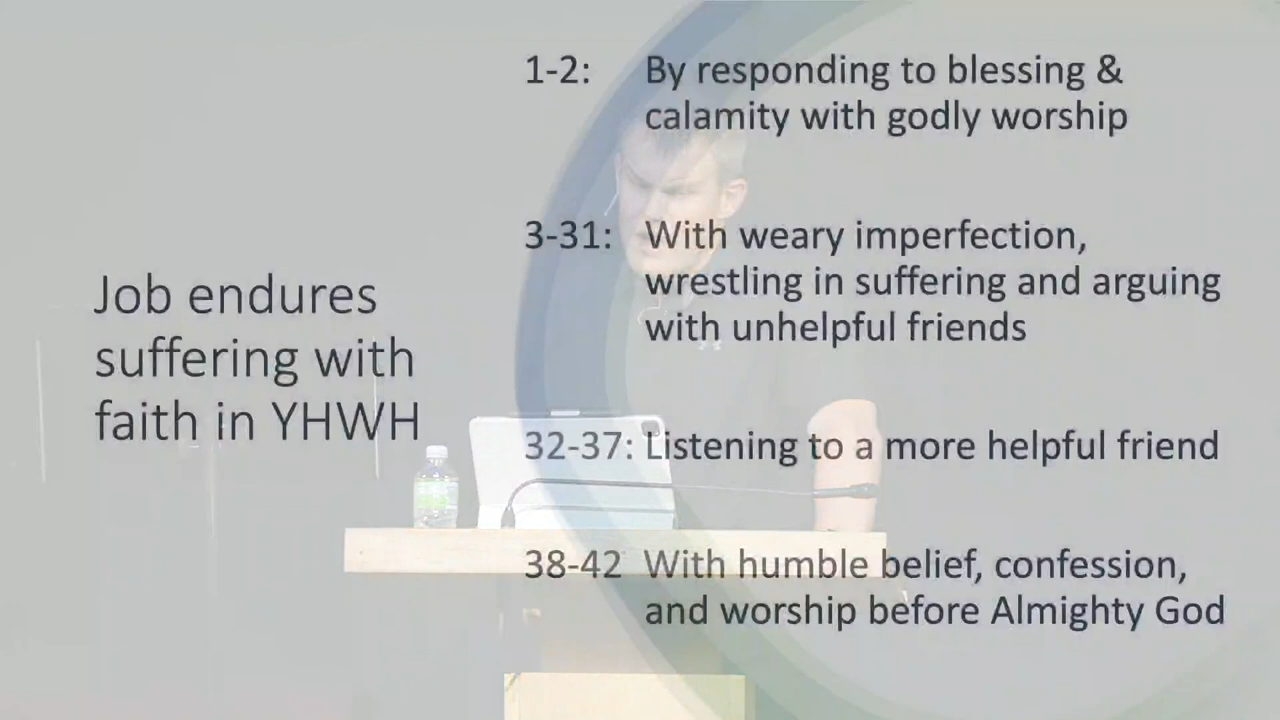 Job endures
suffering with
faith in YHWH
1-2: By responding to blessing &
calamity with godly worship
3-31: With weary imperfection,
wrestling in suffering and arguing
with unhelpful friends
32-37: Listening to a more helpful friend
38-42 With humble belief, confession,
and worship before Almighty God